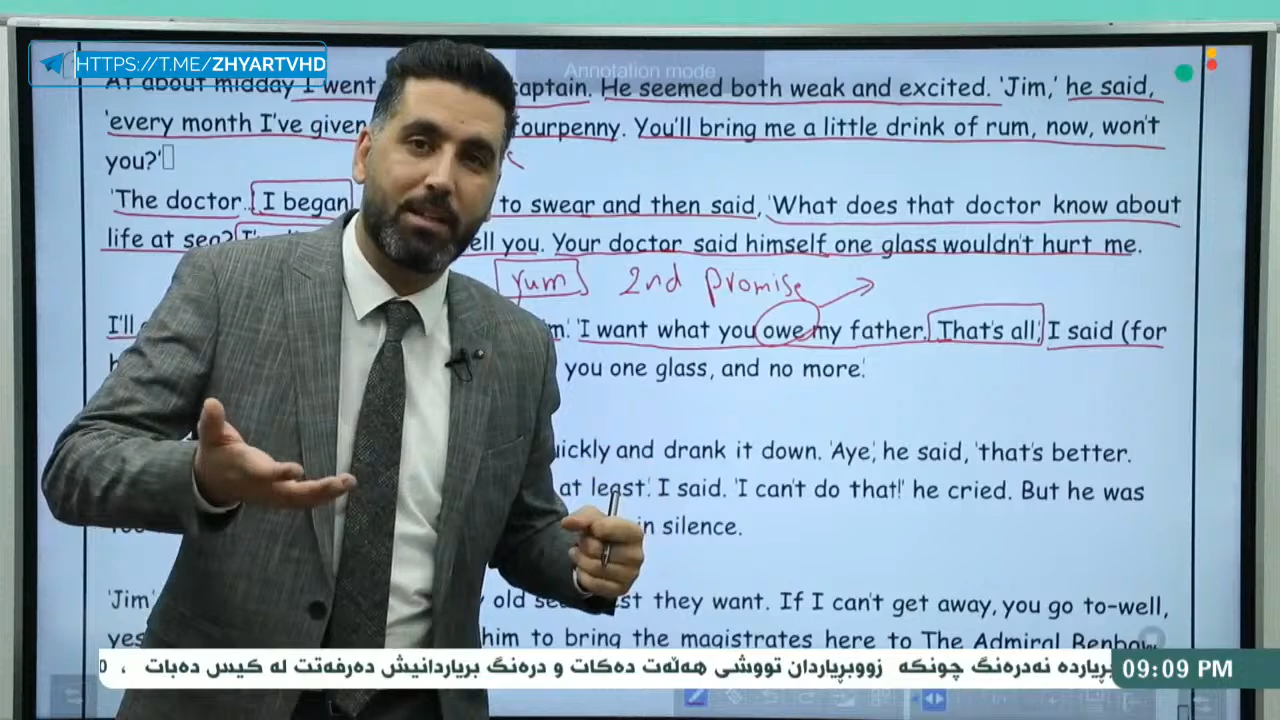 HTTPS://T.ME/ZHYARTVHD
Annotation mode
At about midday I went captain. He seemed both weak and excited. 'Jim,' he said,
'every month I've given fourpenny. You'll bring me a little drink of rum, now, won't
you?'
'The doctor... I began to swear and then said, 'What does that doctor know about
life at sea? tell you. Your doctor said himself one glass wouldn't hurt me.
rum 2nd promise
I'll 'I want what you owe my father. That's all,' I said (for
you one glass, and no more.'
quickly and drank it down. 'Aye,' he said, 'that's better.
at least.' I said. 'I can't do that!' he cried. But he was
in silence.
'Jim', old they want. If I can't get away, you go to-well,
yes him to bring the magistrates here to The Admiral Benbow
بڕیاردە نەدرەنگ چونکە زووبڕیاردان تووشی هەڵەت دەکات و درەنگ بریاردانیش دەرفەتت لە کیس دەبات ،
09:09 PM